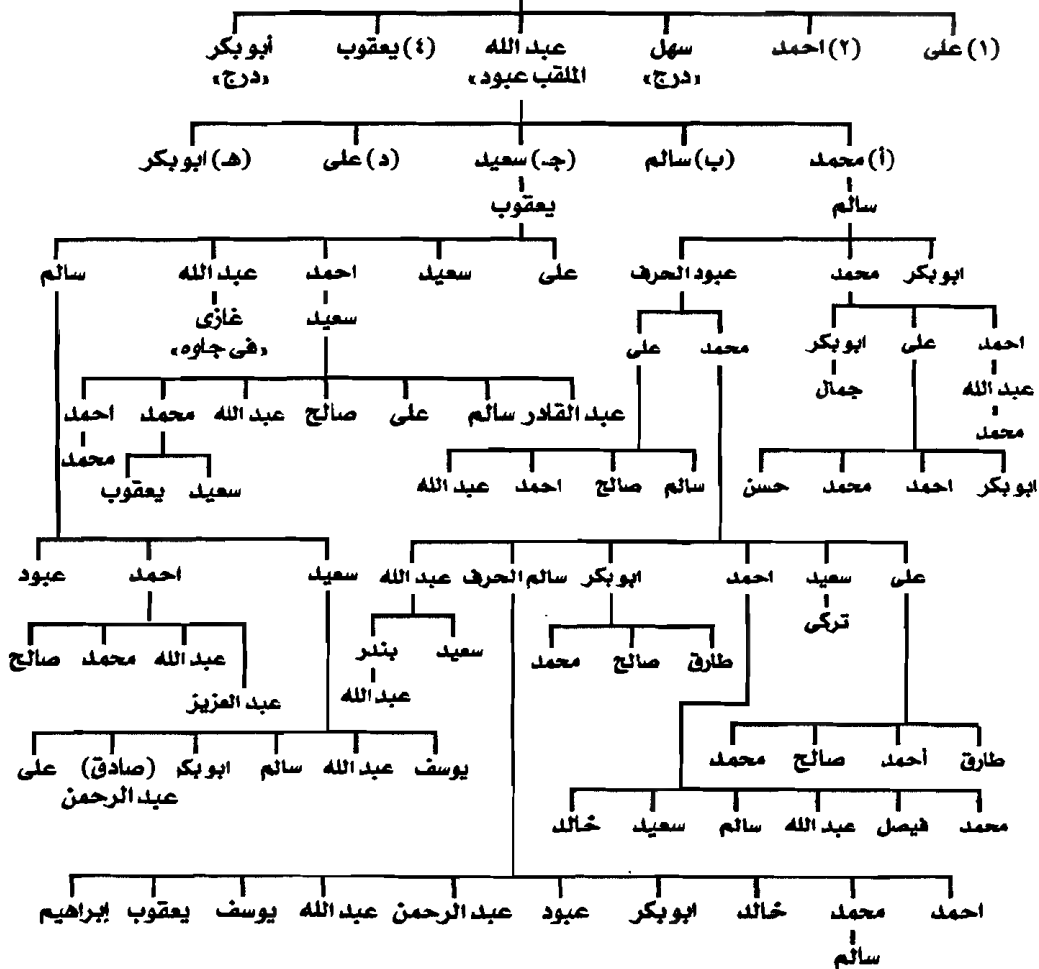 (١) على (٢) احمد سهل عبد الله (٤) يعقوب أبو بكر
«درج» الملقب عبود» «درج»
(أ) محمد (ب) سالم (جـ) سعيد (د) على (هـ) ابو بكر
سالم يعقوب
ابو بكر محمد عبود الحرف على سعيد احمد عبد الله سالم
احمد على ابو بكر محمد على سعيد غازى
عبد الله جمال «فى جاوه»
محمد
عبد القادر سالم على صالح عبد الله محمد احمد
محمد
ابو بكر احمد محمد حسن سالم صالح احمد عبد الله سعيد يعقوب
على سعيد احمد ابو بكر سالم الحرف عبد الله سعيد احمد عبود
تركى
طارق صالح محمد سعيد بندر عبد الله محمد صالح
عبد الله عبد العزيز
طارق أحمد صالح محمد يوسف عبد الله سالم ابو بكر (صادق) على
عبد الرحمن
محمد فيصل عبد الله سالم سعيد خالد
احمد محمد خالد ابو بكر عبود عبد الرحمن عبد الله يوسف يعقوب إبراهيم
سالم